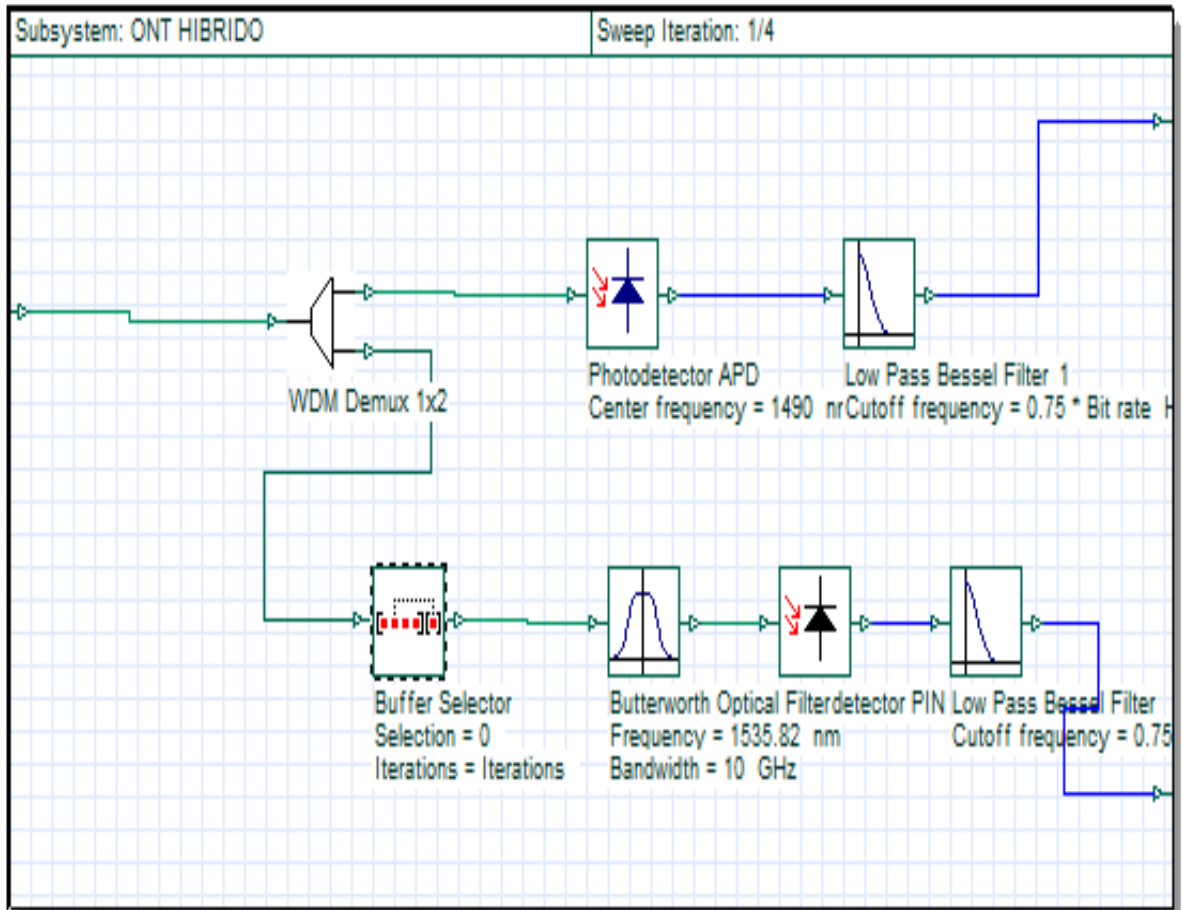 Subsystem: ONT HIBRIDO
Sweep Iteration: 1/4
WDM Demux 1x2
Photodetector APD
Center frequency = 1490 nr
Low Pass Bessel Filter 1
Cutoff frequency = 0.75 * Bit rate H
Buffer Selector
Selection = 0
Iterations = Iterations
Butterworth Optical Filter
Frequency = 1535.82 nm
Bandwidth = 10 GHz
detector PIN
Low Pass Bessel Filter
Cutoff frequency = 0.75